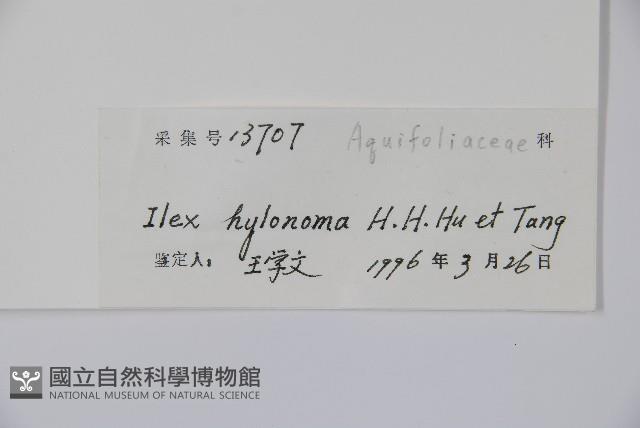 采集号 13707 Aquifoliaceae 科
Ilex hylonoma H.H.Hu et Tang
鉴定人: 王学文 1996 年 3 月 26 日
國立自然科學博物館
NATIONAL MUSEUM OF NATURAL SCIENCE